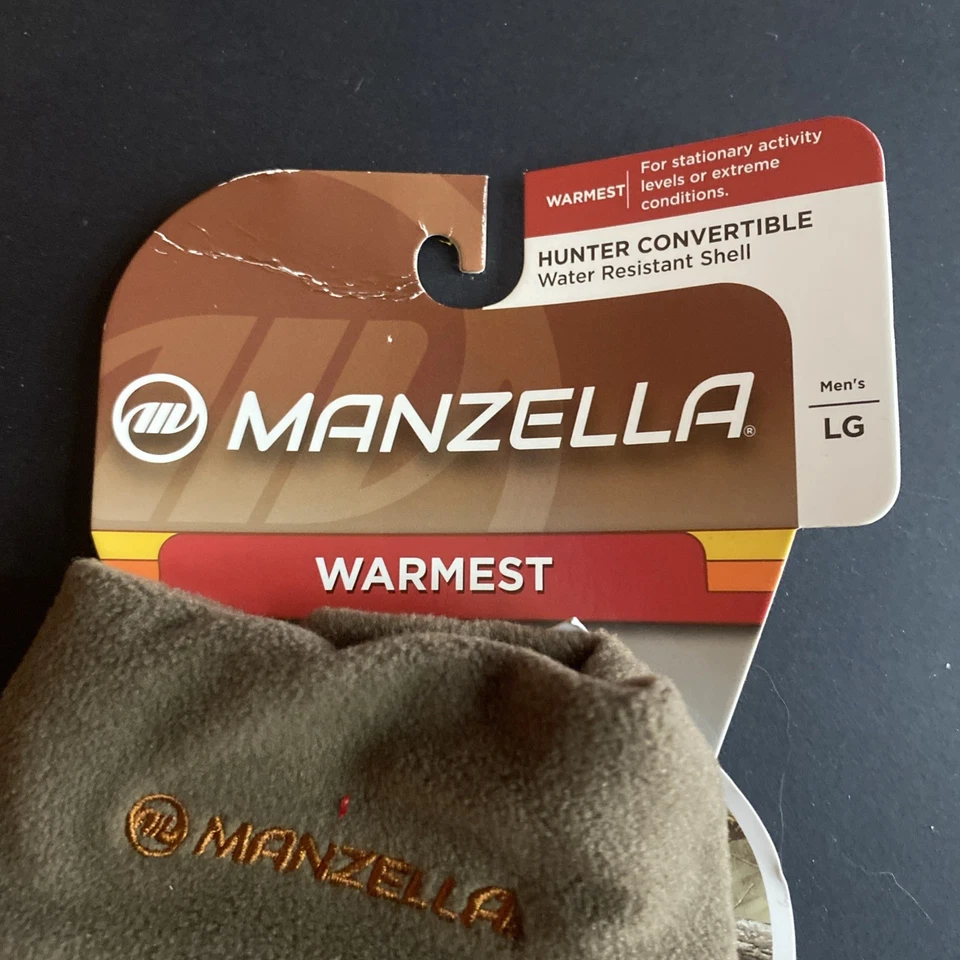 WARMEST
For stationary activity
levels or extreme
conditions.
HUNTER CONVERTIBLE
Water Resistant Shell
Men's
LG
MANZELLA®
WARMEST
MANZELLA